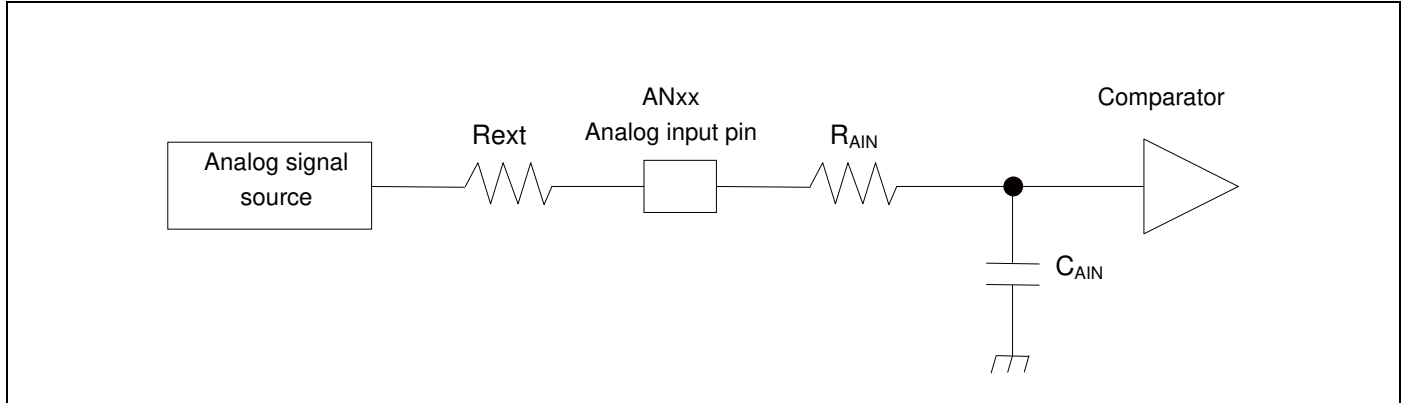 ANxx
Analog input pin
Comparator
Rext
RAIN
Analog signal
source
CAIN